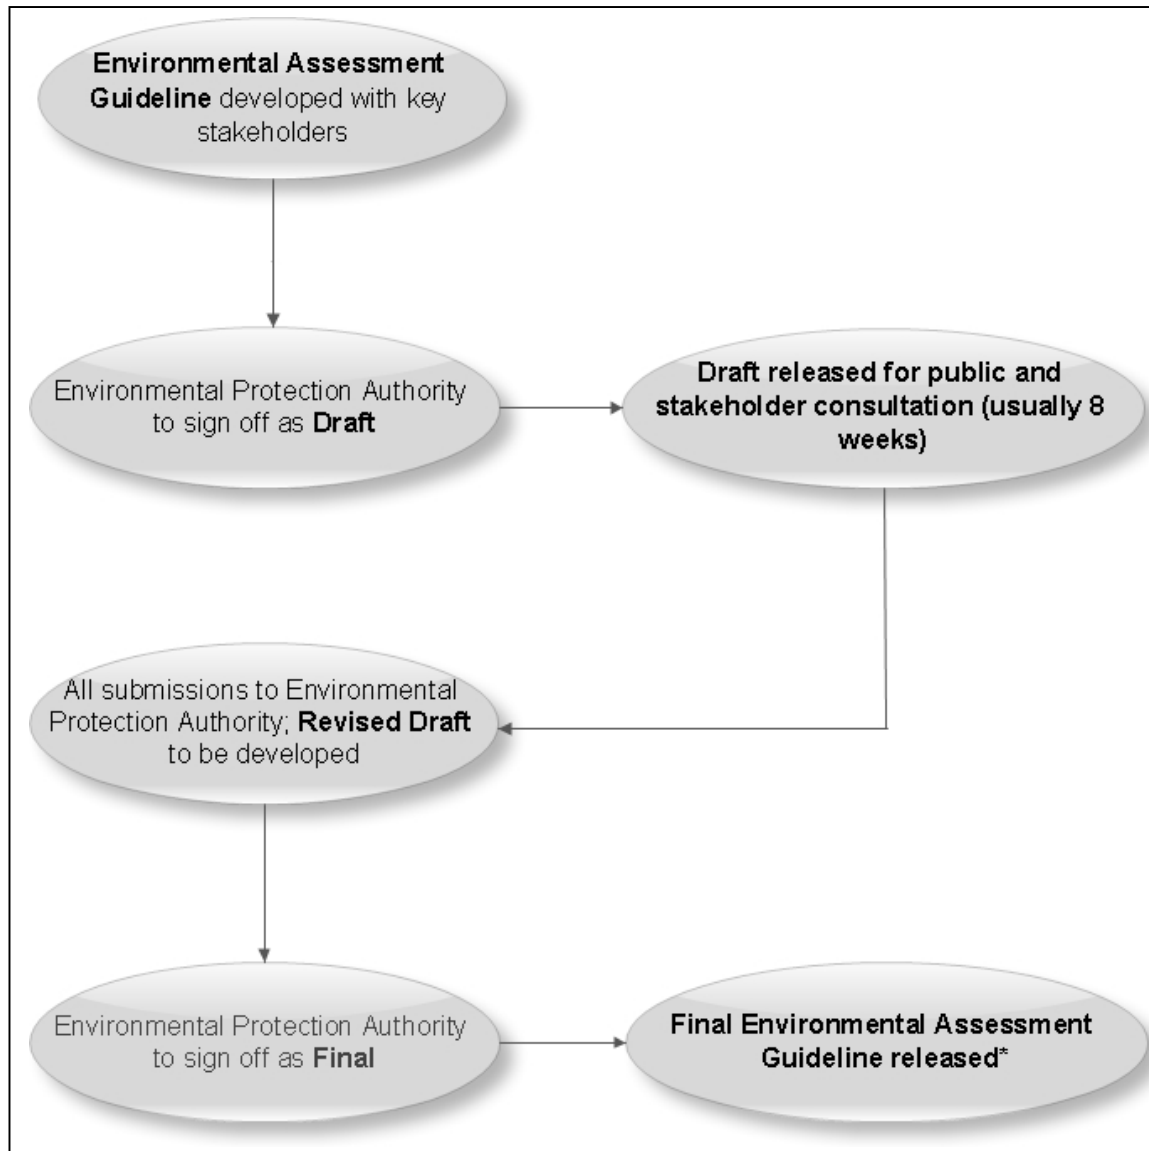 Environmental Assessment
Guideline developed with key
stakeholders
Environmental Protection Authority
to sign off as Draft
Draft released for public and
stakeholder consultation (usually 8
weeks)
All submissions to Environmental
Protection Authority; Revised Draft
to be developed
Environmental Protection Authority
to sign off as Final
Final Environmental Assessment
Guideline released*